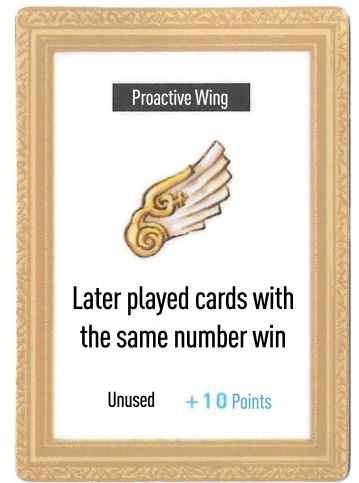 Proactive Wing
Later played cards with
the same number win
Unused +10 Points